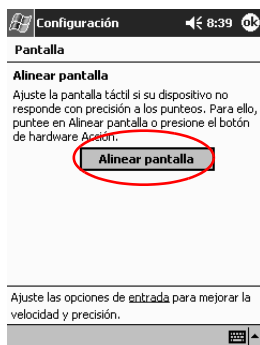 Configuración 8:39 ok
Pantalla
Alinear pantalla
Ajuste la pantalla táctil si su dispositivo no
responde con precisión a los punteos. Para ello,
puntee en Alinear pantalla o presione el botón
de hardware Acción.
Alinear pantalla
Ajuste las opciones de entrada para mejorar la
velocidad y precisión.